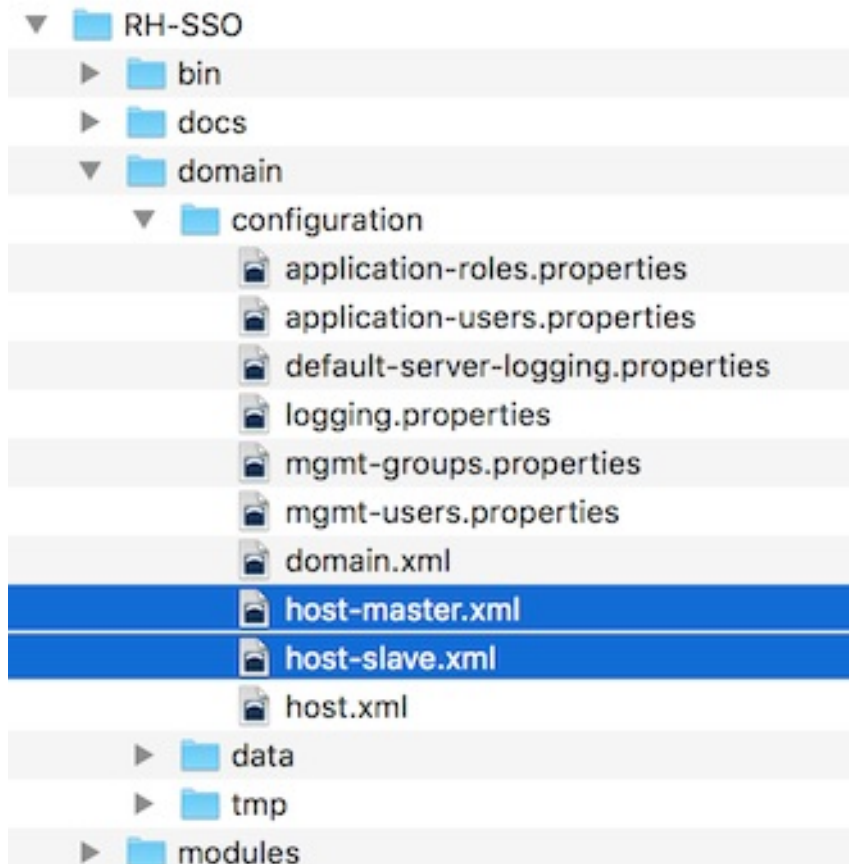 RH-SSO
bin
docs
domain
configuration
application-roles.properties
application-users.properties
default-server-logging.properties
logging.properties
mgmt-groups.properties
mgmt-users.properties
domain.xml
host-master.xml
host-slave.xml
host.xml
data
tmp
modules